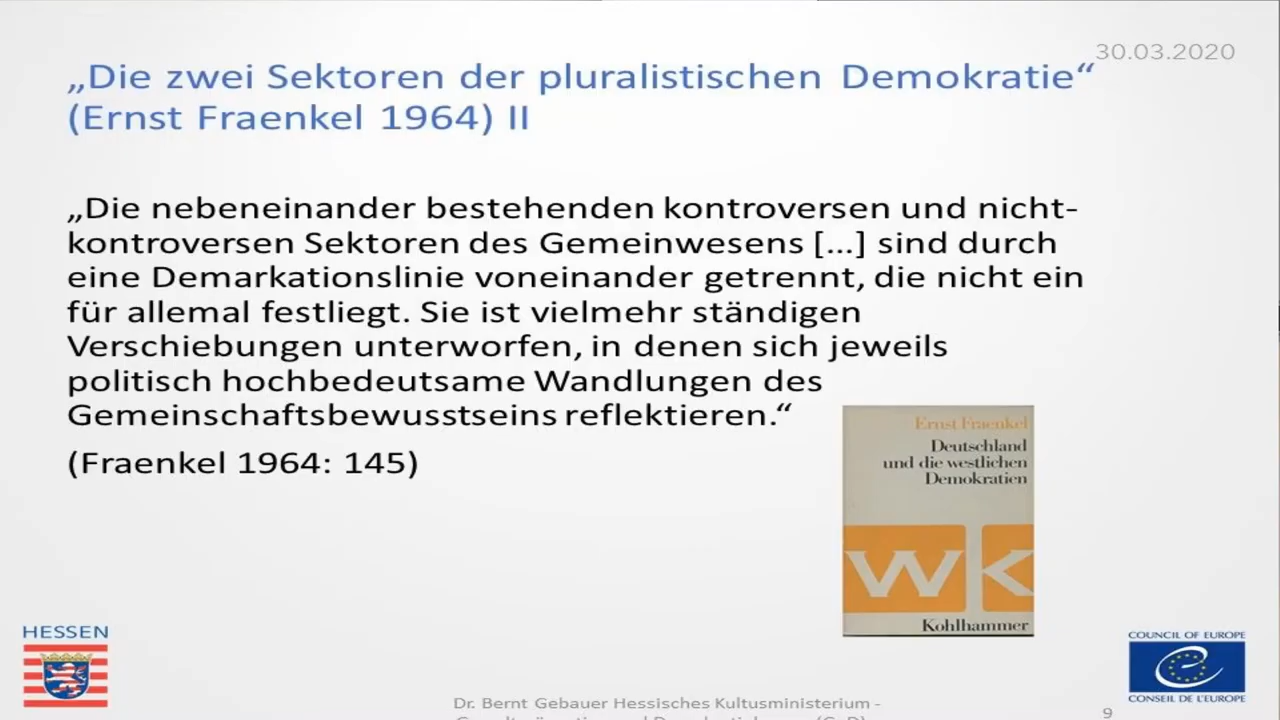 30.03.2020
„Die zwei Sektoren der pluralistischen Demokratie“
(Ernst Fraenkel 1964) II
„Die nebeneinander bestehenden kontroversen und nicht-
kontroversen Sektoren des Gemeinwesens [...] sind durch
eine Demarkationslinie voneinander getrennt, die nicht ein
für allemal festliegt. Sie ist vielmehr ständigen
Verschiebungen unterworfen, in denen sich jeweils
politisch hochbedeutsame Wandlungen des
Gemeinschaftsbewusstseins reflektieren.“
(Fraenkel 1964: 145)
Ernst Fraenkel
Deutschland
und die westlichen
Demokratien
wk
Kohlhammer
HESSEN
COUNCIL OF EUROPE
CONSEIL DE L'EUROPE
Dr. Bernt Gebauer Hessisches Kultusministerium -
9